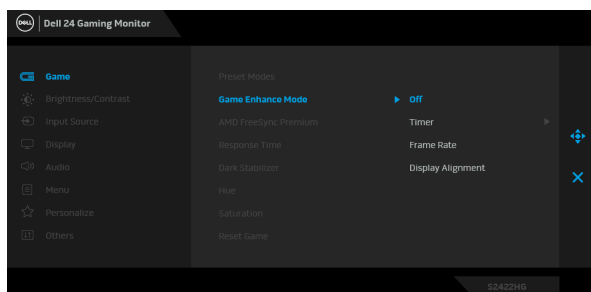 DELL Dell 24 Gaming Monitor
Game
Brightness/Contrast
Input Source
Display
Audio
Menu
Personalize
Others
Preset Modes
Game Enhance Mode
AMD FreeSync Premium
Response Time
Dark Stabilizer
Hue
Saturation
Reset Game
Off
Timer
Frame Rate
Display Alignment
S2422HG